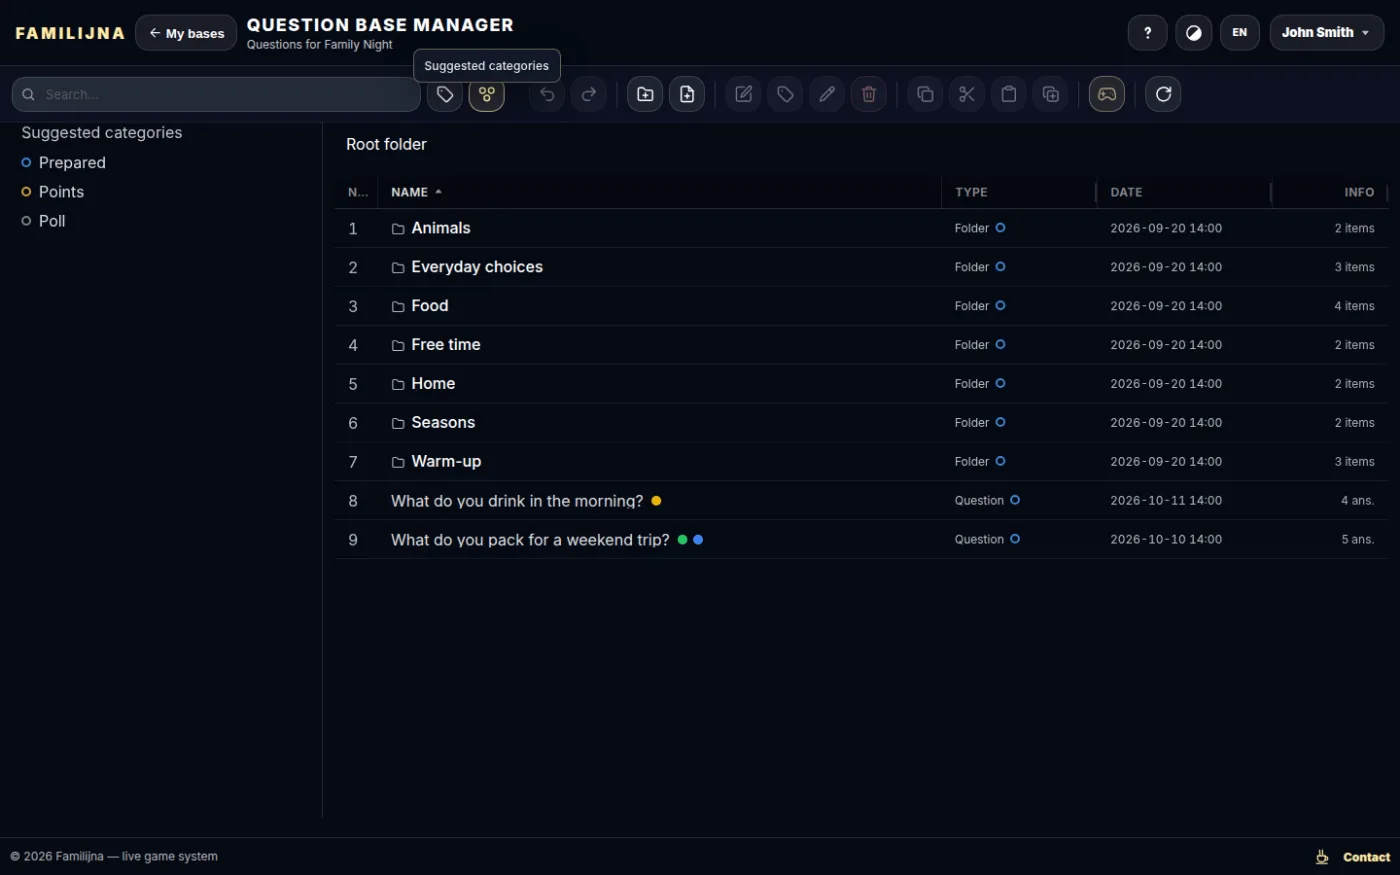 FAMILIJNA
← My bases
QUESTION BASE MANAGER
Questions for Family Night
?
EN
John Smith
Suggested categories
Search...
Suggested categories
Prepared
Points
Poll
Root folder
N... NAME TYPE DATE INFO
1 Animals Folder 2026-09-20 14:00 2 items
2 Everyday choices Folder 2026-09-20 14:00 3 items
3 Food Folder 2026-09-20 14:00 4 items
4 Free time Folder 2026-09-20 14:00 2 items
5 Home Folder 2026-09-20 14:00 2 items
6 Seasons Folder 2026-09-20 14:00 2 items
7 Warm-up Folder 2026-09-20 14:00 3 items
8 What do you drink in the morning? Question 2026-10-11 14:00 4 ans.
9 What do you pack for a weekend trip? Question 2026-10-10 14:00 5 ans.
© 2026 Familijna — live game system
Contact